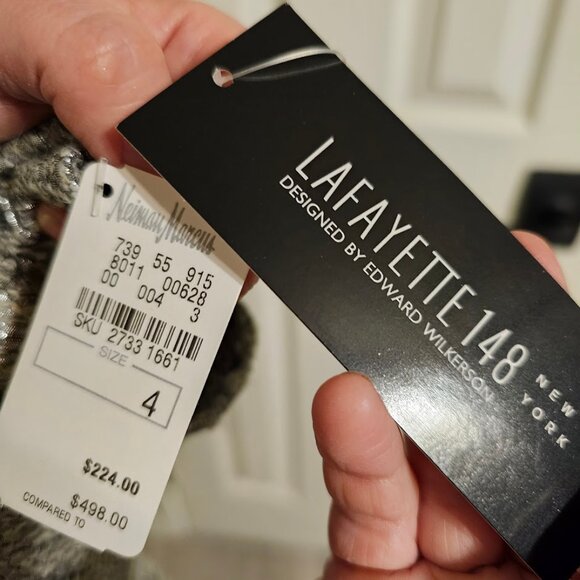 Neiman Marcus
739 55 915
8011 00628
00 004 3
SKU 2733 1661
SIZE
4
$224.00
$498.00
COMPARED TO
LAFAYETTE 148
NEW
YORK
DESIGNED BY EDWARD WILKERSON